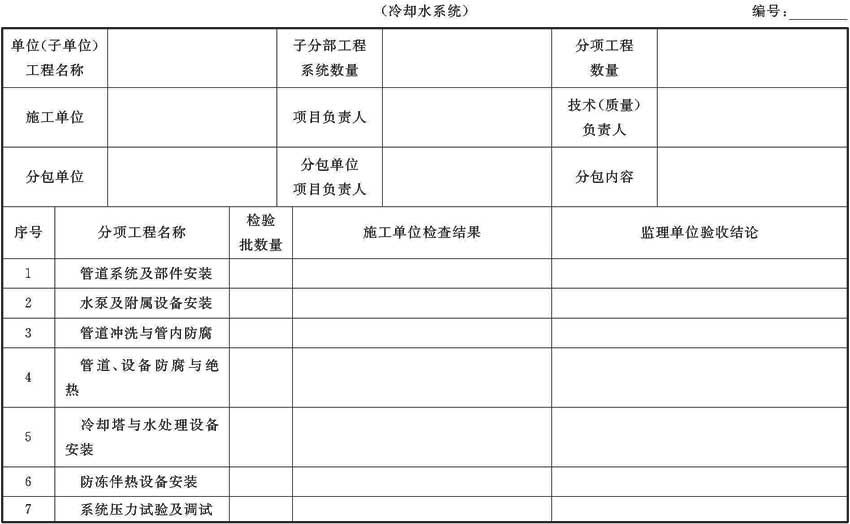 （冷却水系统） 编号：
单位（子单位） 子分部工程 分项工程
工程名称 系统数量 数量
施工单位 项目负责人 技术（质量）
负责人
分包单位 分包单位 分包内容
项目负责人
序号 分项工程名称 检验 施工单位检查结果 监理单位验收结论
批数量
1 管道系统及部件安装
2 水泵及附属设备安装
3 管道冲洗与管内防腐
4 管道、设备防腐与绝
热
5 冷却塔与水处理设备
安装
6 防冻伴热设备安装
7 系统压力试验及调试